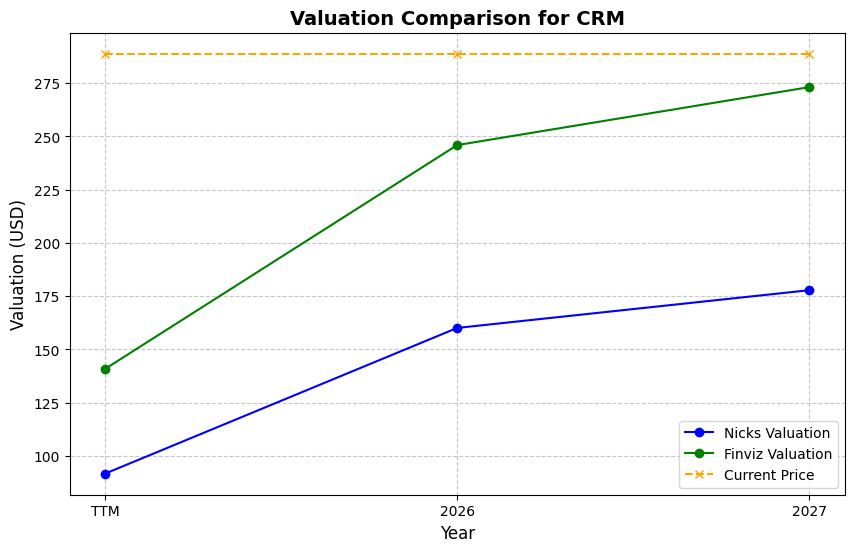 Valuation Comparison for CRM
Valuation (USD)
275
250
225
200
175
150
125
100
TTM
2026
2027
Year
Nicks Valuation
Finviz Valuation
Current Price